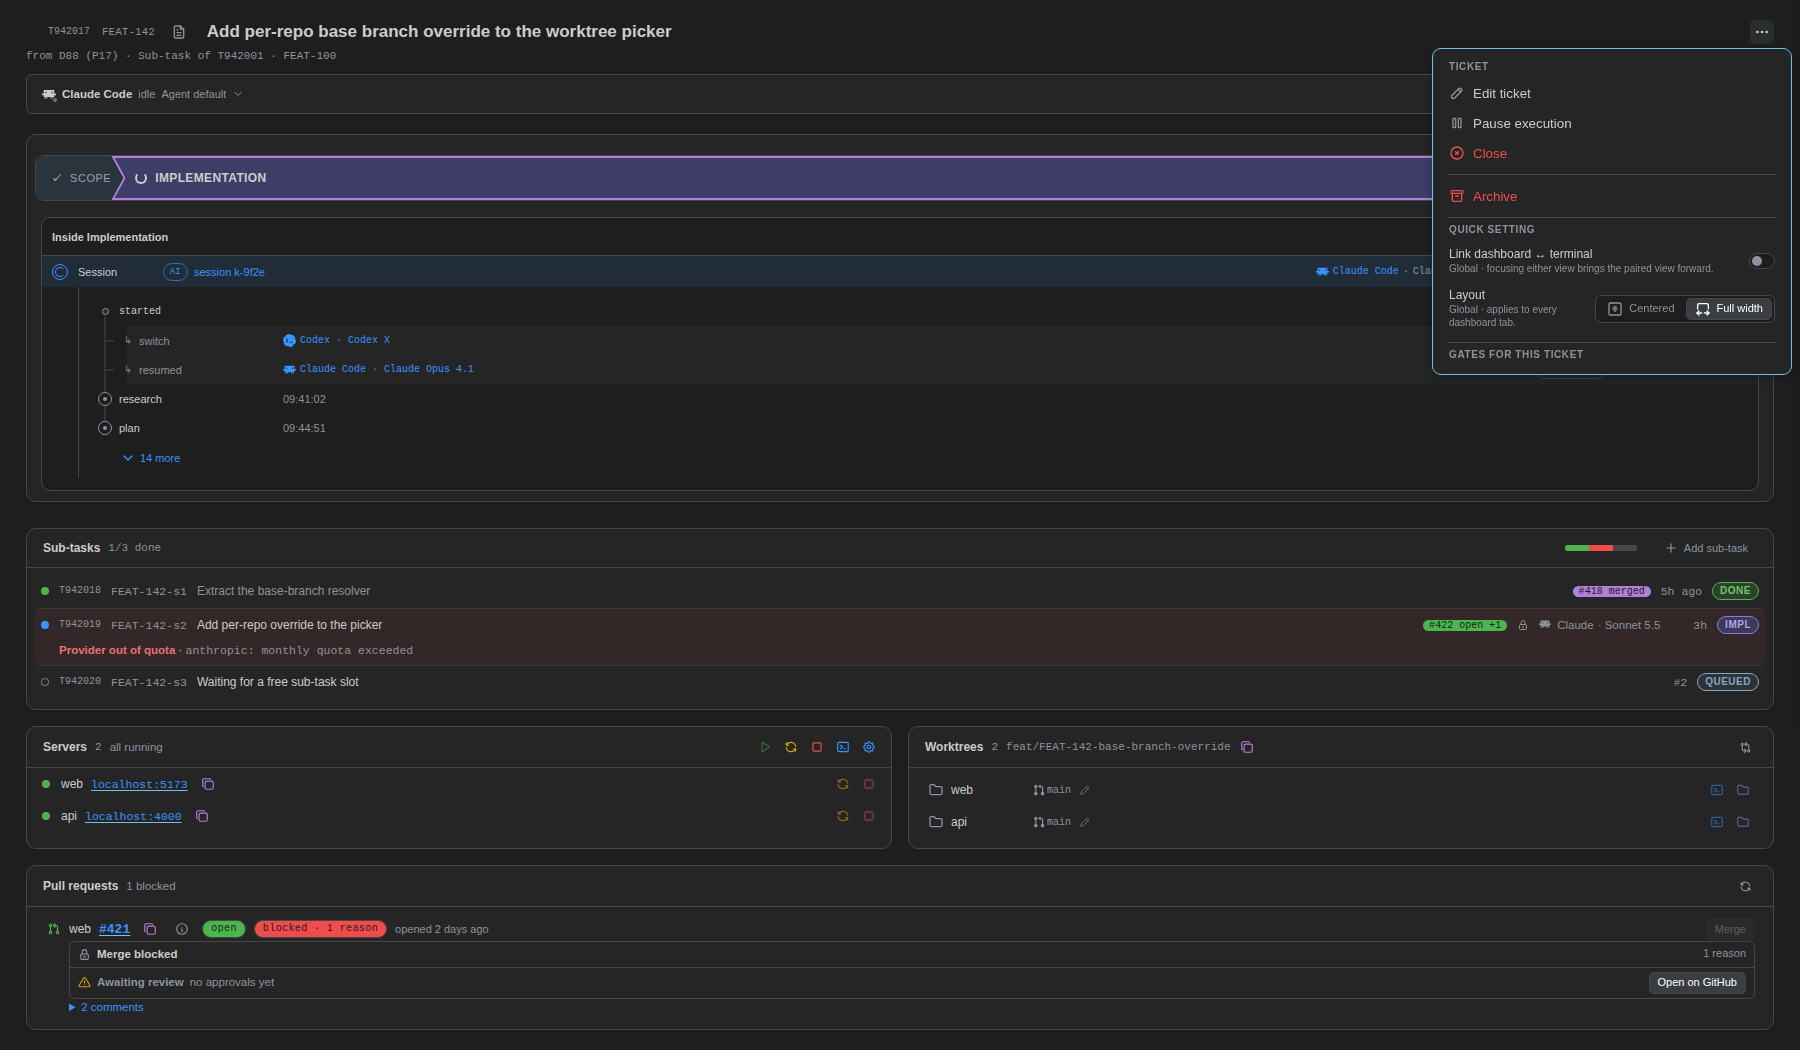 T942017 FEAT-142 Add per-repo base branch override to the worktree picker
from D88 (P17) · Sub-task of T942001 · FEAT-100
Claude Code idle Agent default
TICKET
Edit ticket
Pause execution
Close
Archive
QUICK SETTING
Link dashboard ↔ terminal
Global · focusing either view brings the paired view forward.
Layout
Global · applies to every
dashboard tab.
Centered Full width
GATES FOR THIS TICKET
SCOPE IMPLEMENTATION
Inside Implementation
Session AI session k-9f2e Claude Code ·
started
↳ switch Codex · Codex X
↳ resumed Claude Code · Claude Opus 4.1
research 09:41:02
plan 09:44:51
14 more
Sub-tasks 1/3 done Add sub-task
T942018 FEAT-142-s1 Extract the base-branch resolver #418 merged 5h ago DONE
T942019 FEAT-142-s2 Add per-repo override to the picker #422 open +1 Claude · Sonnet 5.5 3h IMPL
Provider out of quota · anthropic: monthly quota exceeded
T942020 FEAT-142-s3 Waiting for a free sub-task slot #2 QUEUED
Servers 2 all running
web localhost:5173
api localhost:4000
Worktrees 2 feat/FEAT-142-base-branch-override
web main
api main
Pull requests 1 blocked
web #421 open blocked · 1 reason opened 2 days ago Merge
Merge blocked 1 reason
Awaiting review no approvals yet Open on GitHub
2 comments